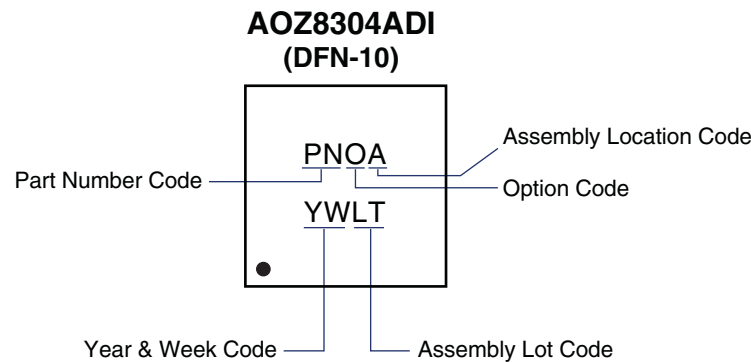 AOZ8304ADI
(DFN-10)
Assembly Location Code
PNOA
Part Number Code
Option Code
YWLT
Year & Week Code
Assembly Lot Code